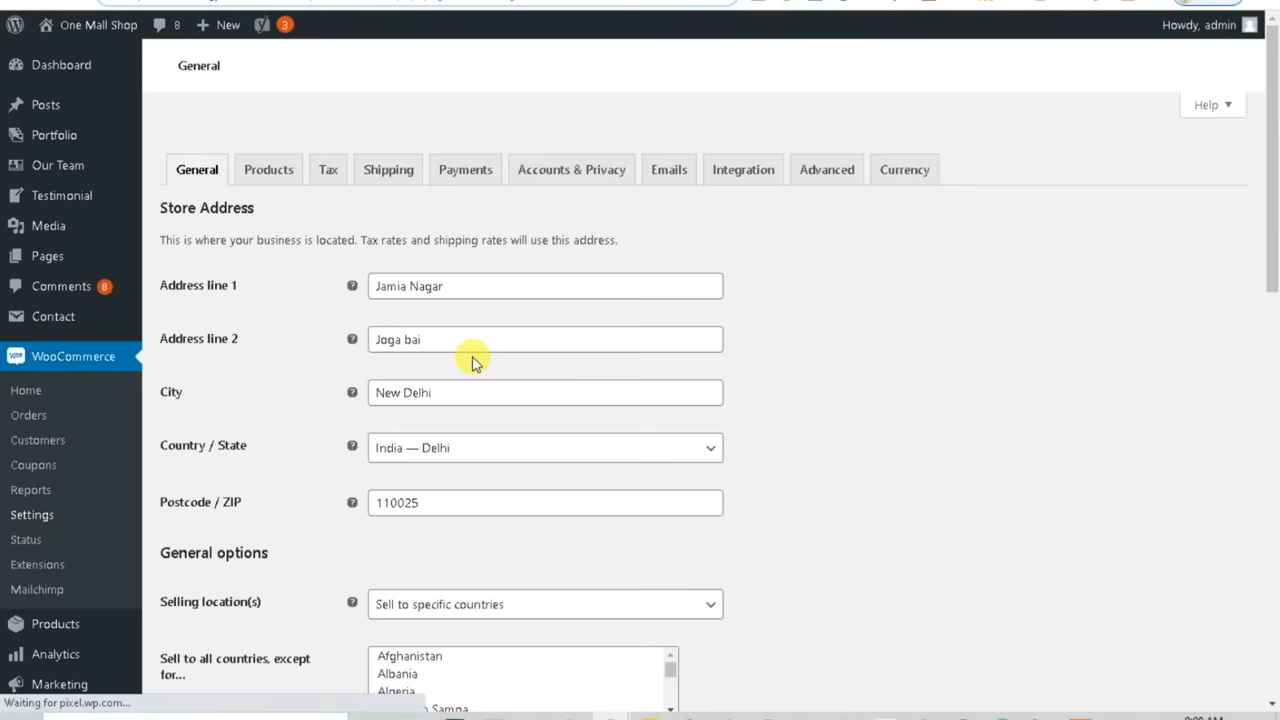 One Mall Shop
8
New
3
Howdy, admin
Dashboard
Posts
Portfolio
Our Team
Testimonial
Media
Pages
Comments 8
Contact
WooCommerce
Home
Orders
Customers
Coupons
Reports
Settings
Status
Extensions
Mailchimp
Products
Analytics
Marketing
General
Help ▼
General
Products
Tax
Shipping
Payments
Accounts & Privacy
Emails
Integration
Advanced
Currency
Store Address
This is where your business is located. Tax rates and shipping rates will use this address.
Address line 1
Jamia Nagar
Address line 2
Joga bai
City
New Delhi
Country / State
India — Delhi
Postcode / ZIP
110025
General options
Selling location(s)
Sell to specific countries
Sell to all countries, except
for...
Afghanistan
Albania
Algeria
Samoa
Waiting for pixel.wp.com...